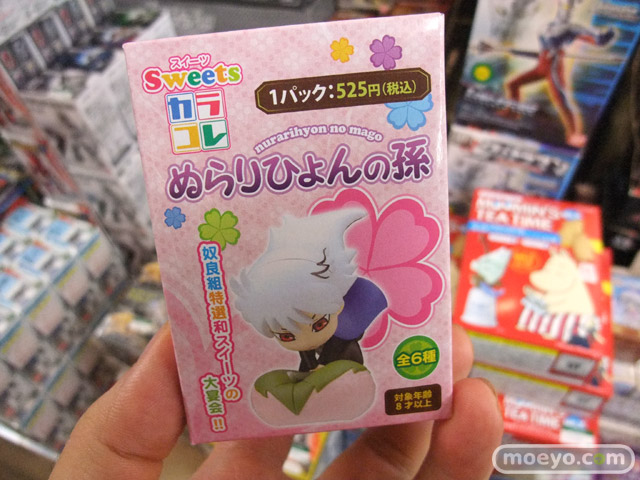 スイーツ
Sweets
カラ
コレ
1パック:525円(税込)
nurarihyon no mago
ぬらりひょんの孫
奴良組特選和スイーツの
大宴会!!
全6種
対象年齢
8才以上
TEA TIME
moeyo.com